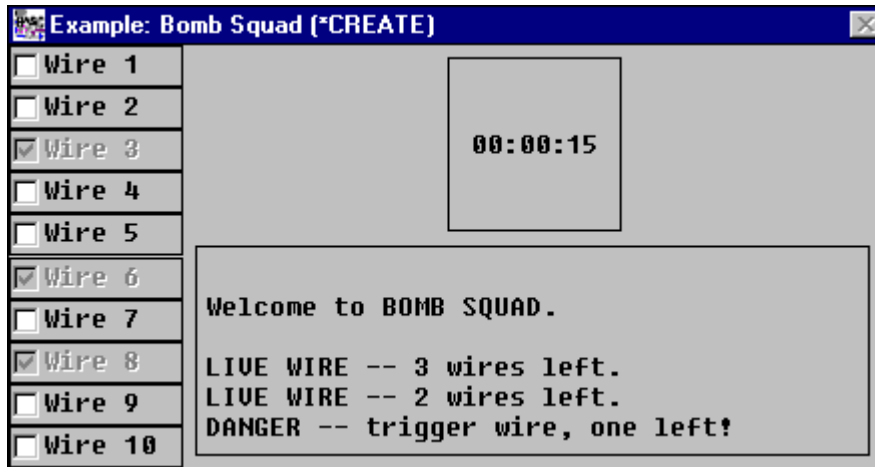 Example: Bomb Squad (*CREATE)
Wire 1
Wire 2
Wire 3
Wire 4
Wire 5
Wire 6
Wire 7
Wire 8
Wire 9
Wire 10
00:00:15
Welcome to BOMB SQUAD.
LIVE WIRE -- 3 wires left.
LIVE WIRE -- 2 wires left.
DANGER -- trigger wire, one left!